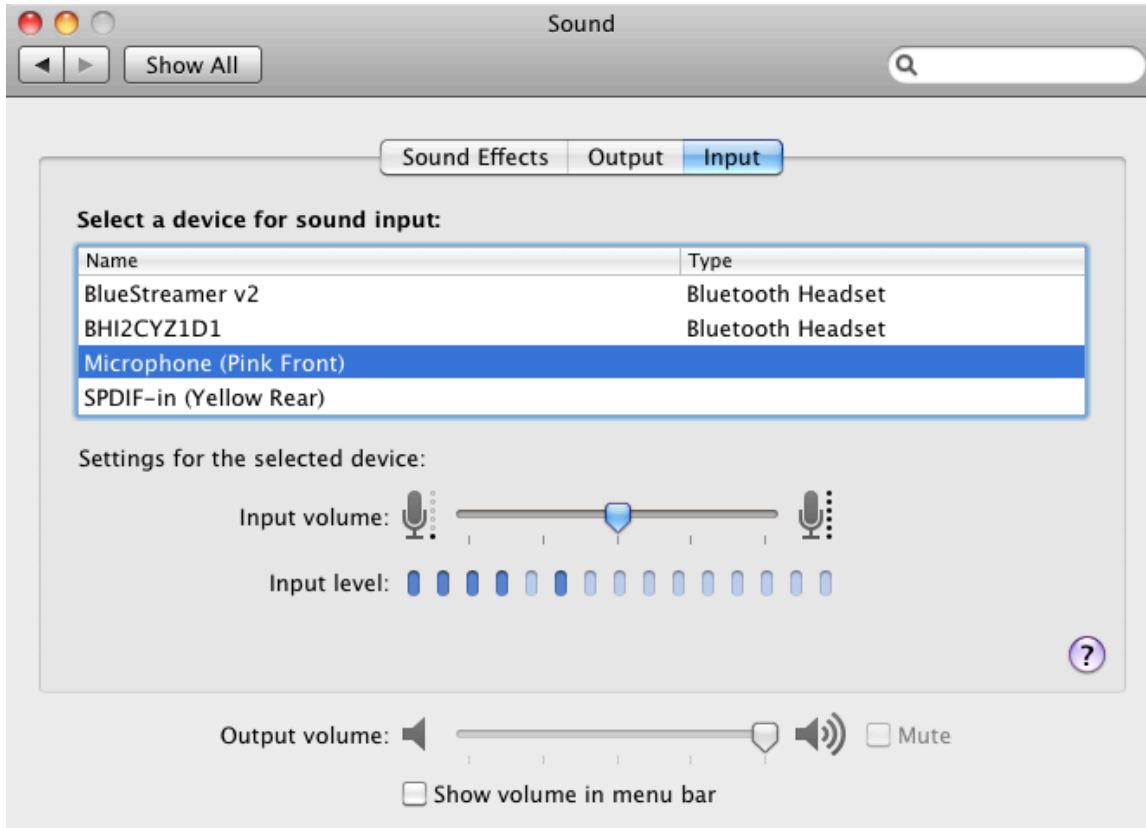 Sound
Show All
Sound Effects Output Input
Select a device for sound input:
Name Type
BlueStreamer v2 Bluetooth Headset
BHI2CYZ1D1 Bluetooth Headset
Microphone (Pink Front)
SPDIF-in (Yellow Rear)
Settings for the selected device:
Input volume:
Input level:
?
Output volume: Mute
Show volume in menu bar